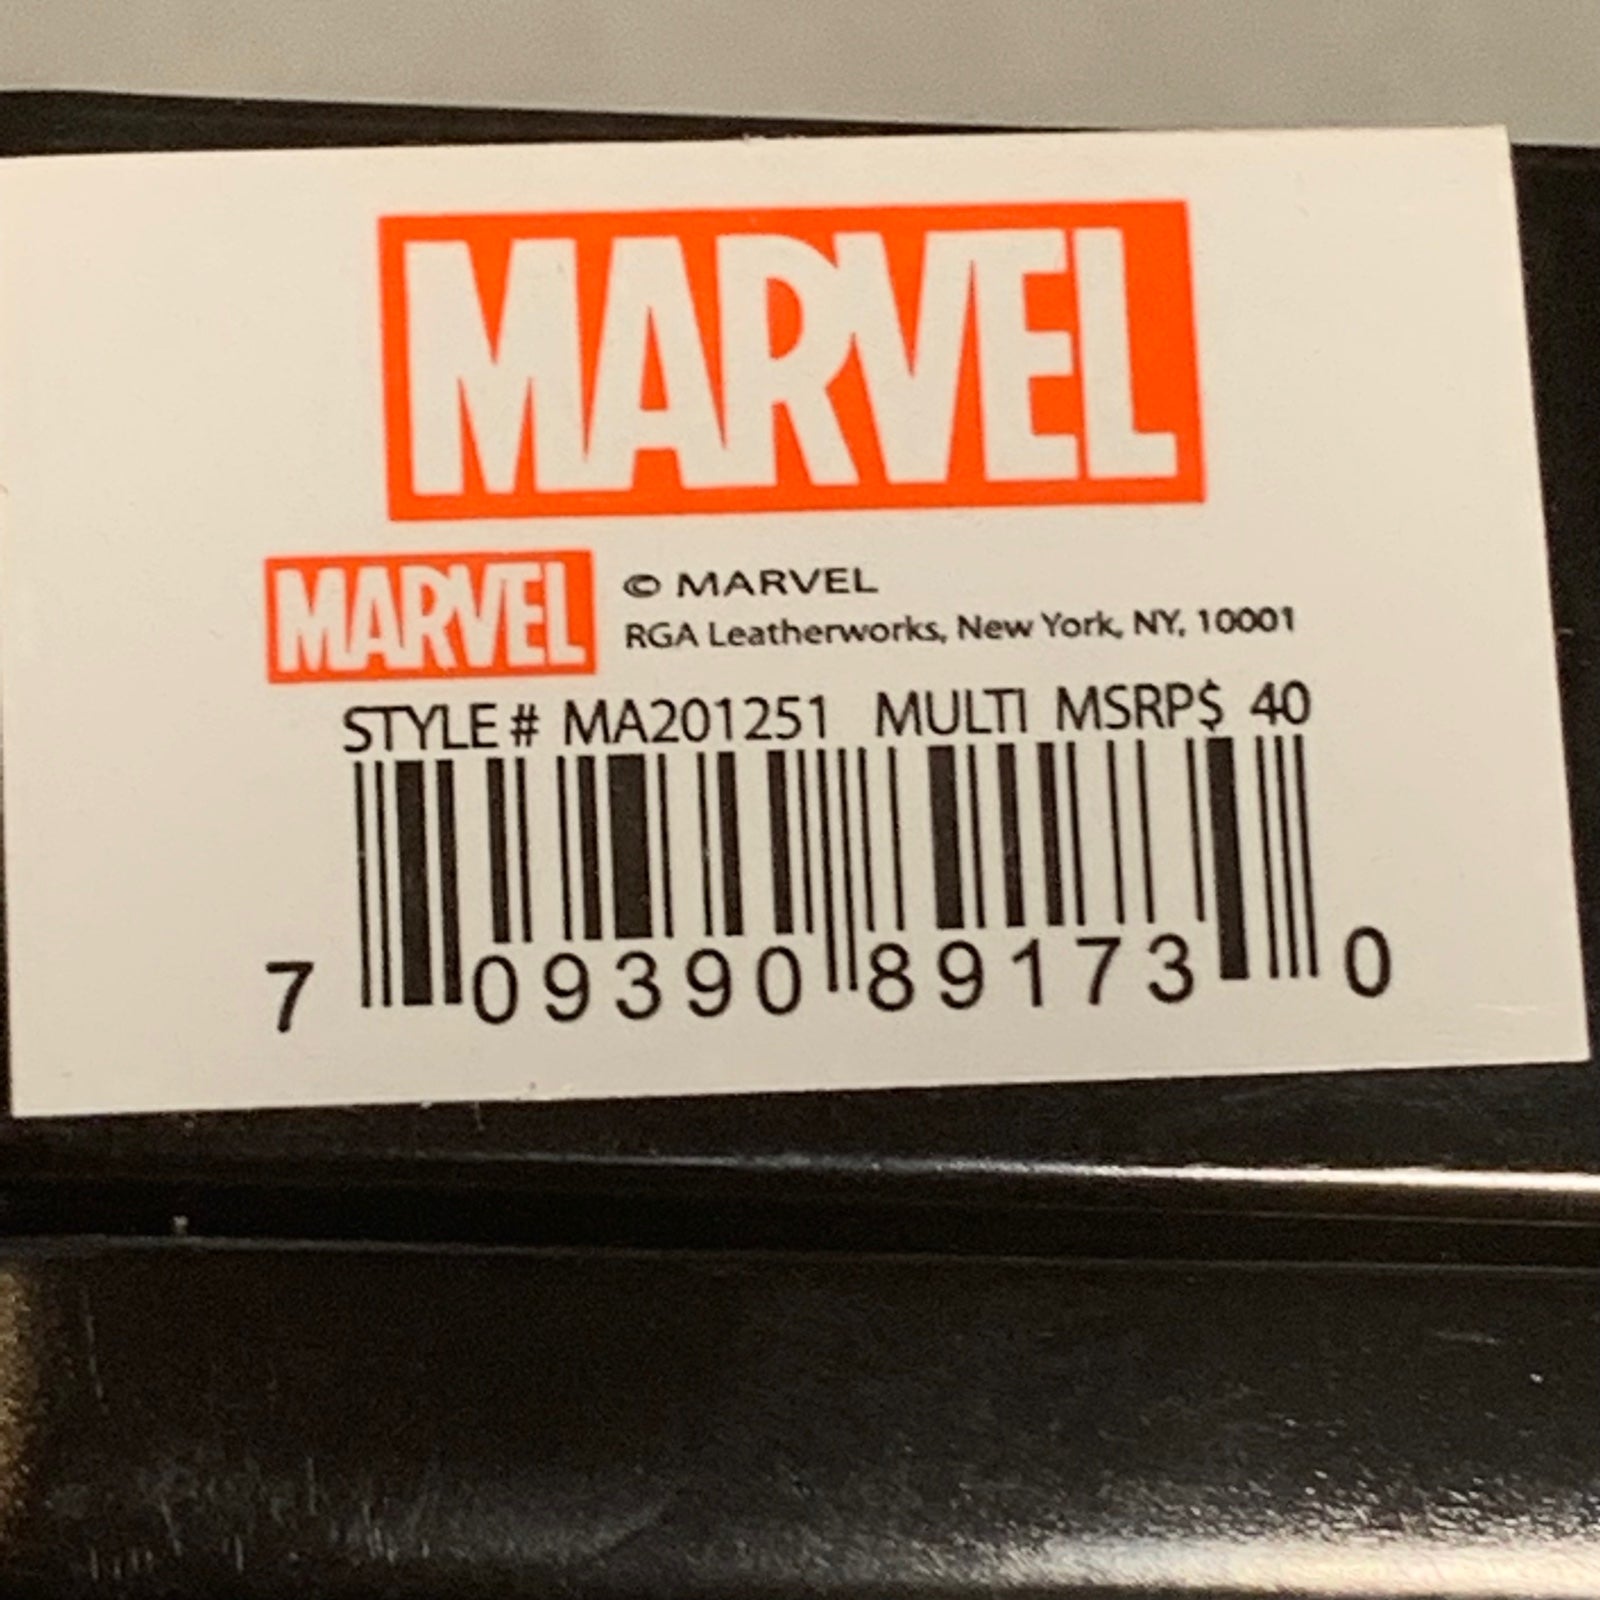 MARVEL
MARVEL © MARVEL
RGA Leatherworks, New York, NY, 10001
STYLE# MA201251 MULTI MSRP$ 40
7 09390 89173 0